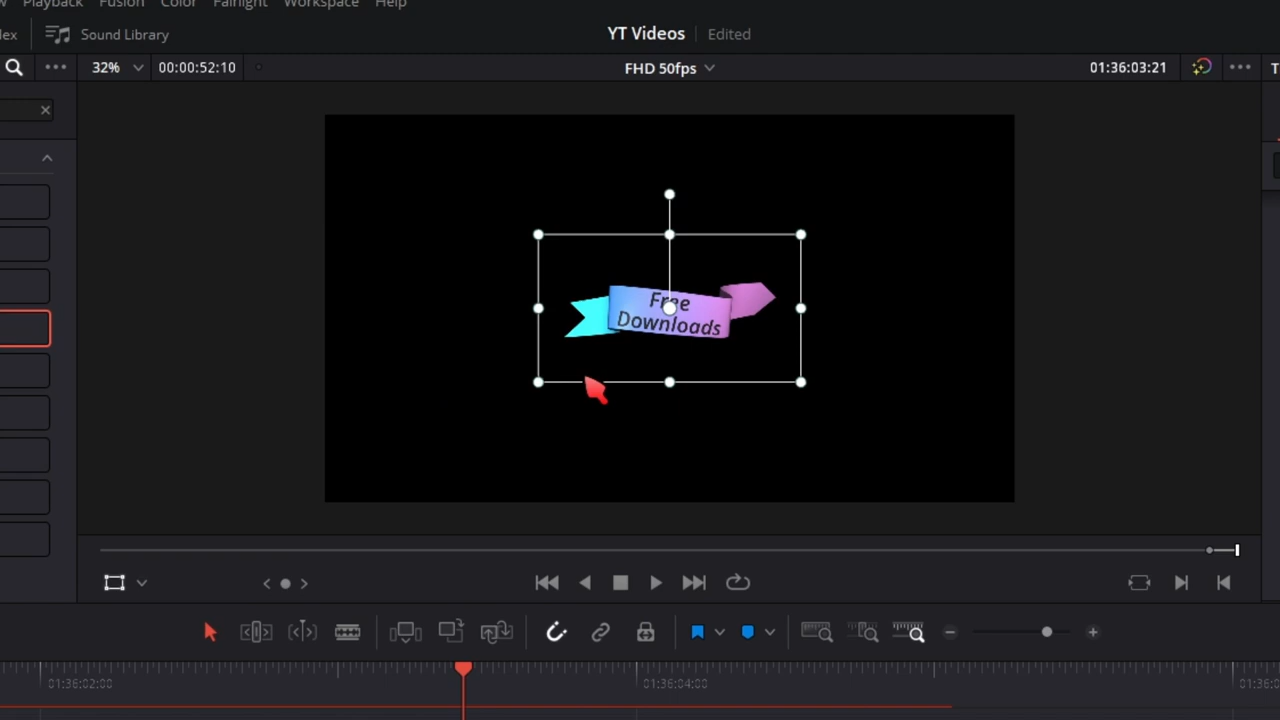 Playback Fusion Color Fairlight Workspace Help
Sound Library
YT Videos
Edited
32%
00:00:52:10
FHD 50fps
01:36:03:21
Free
Downloads
01:36:02:00
01:36:04:00